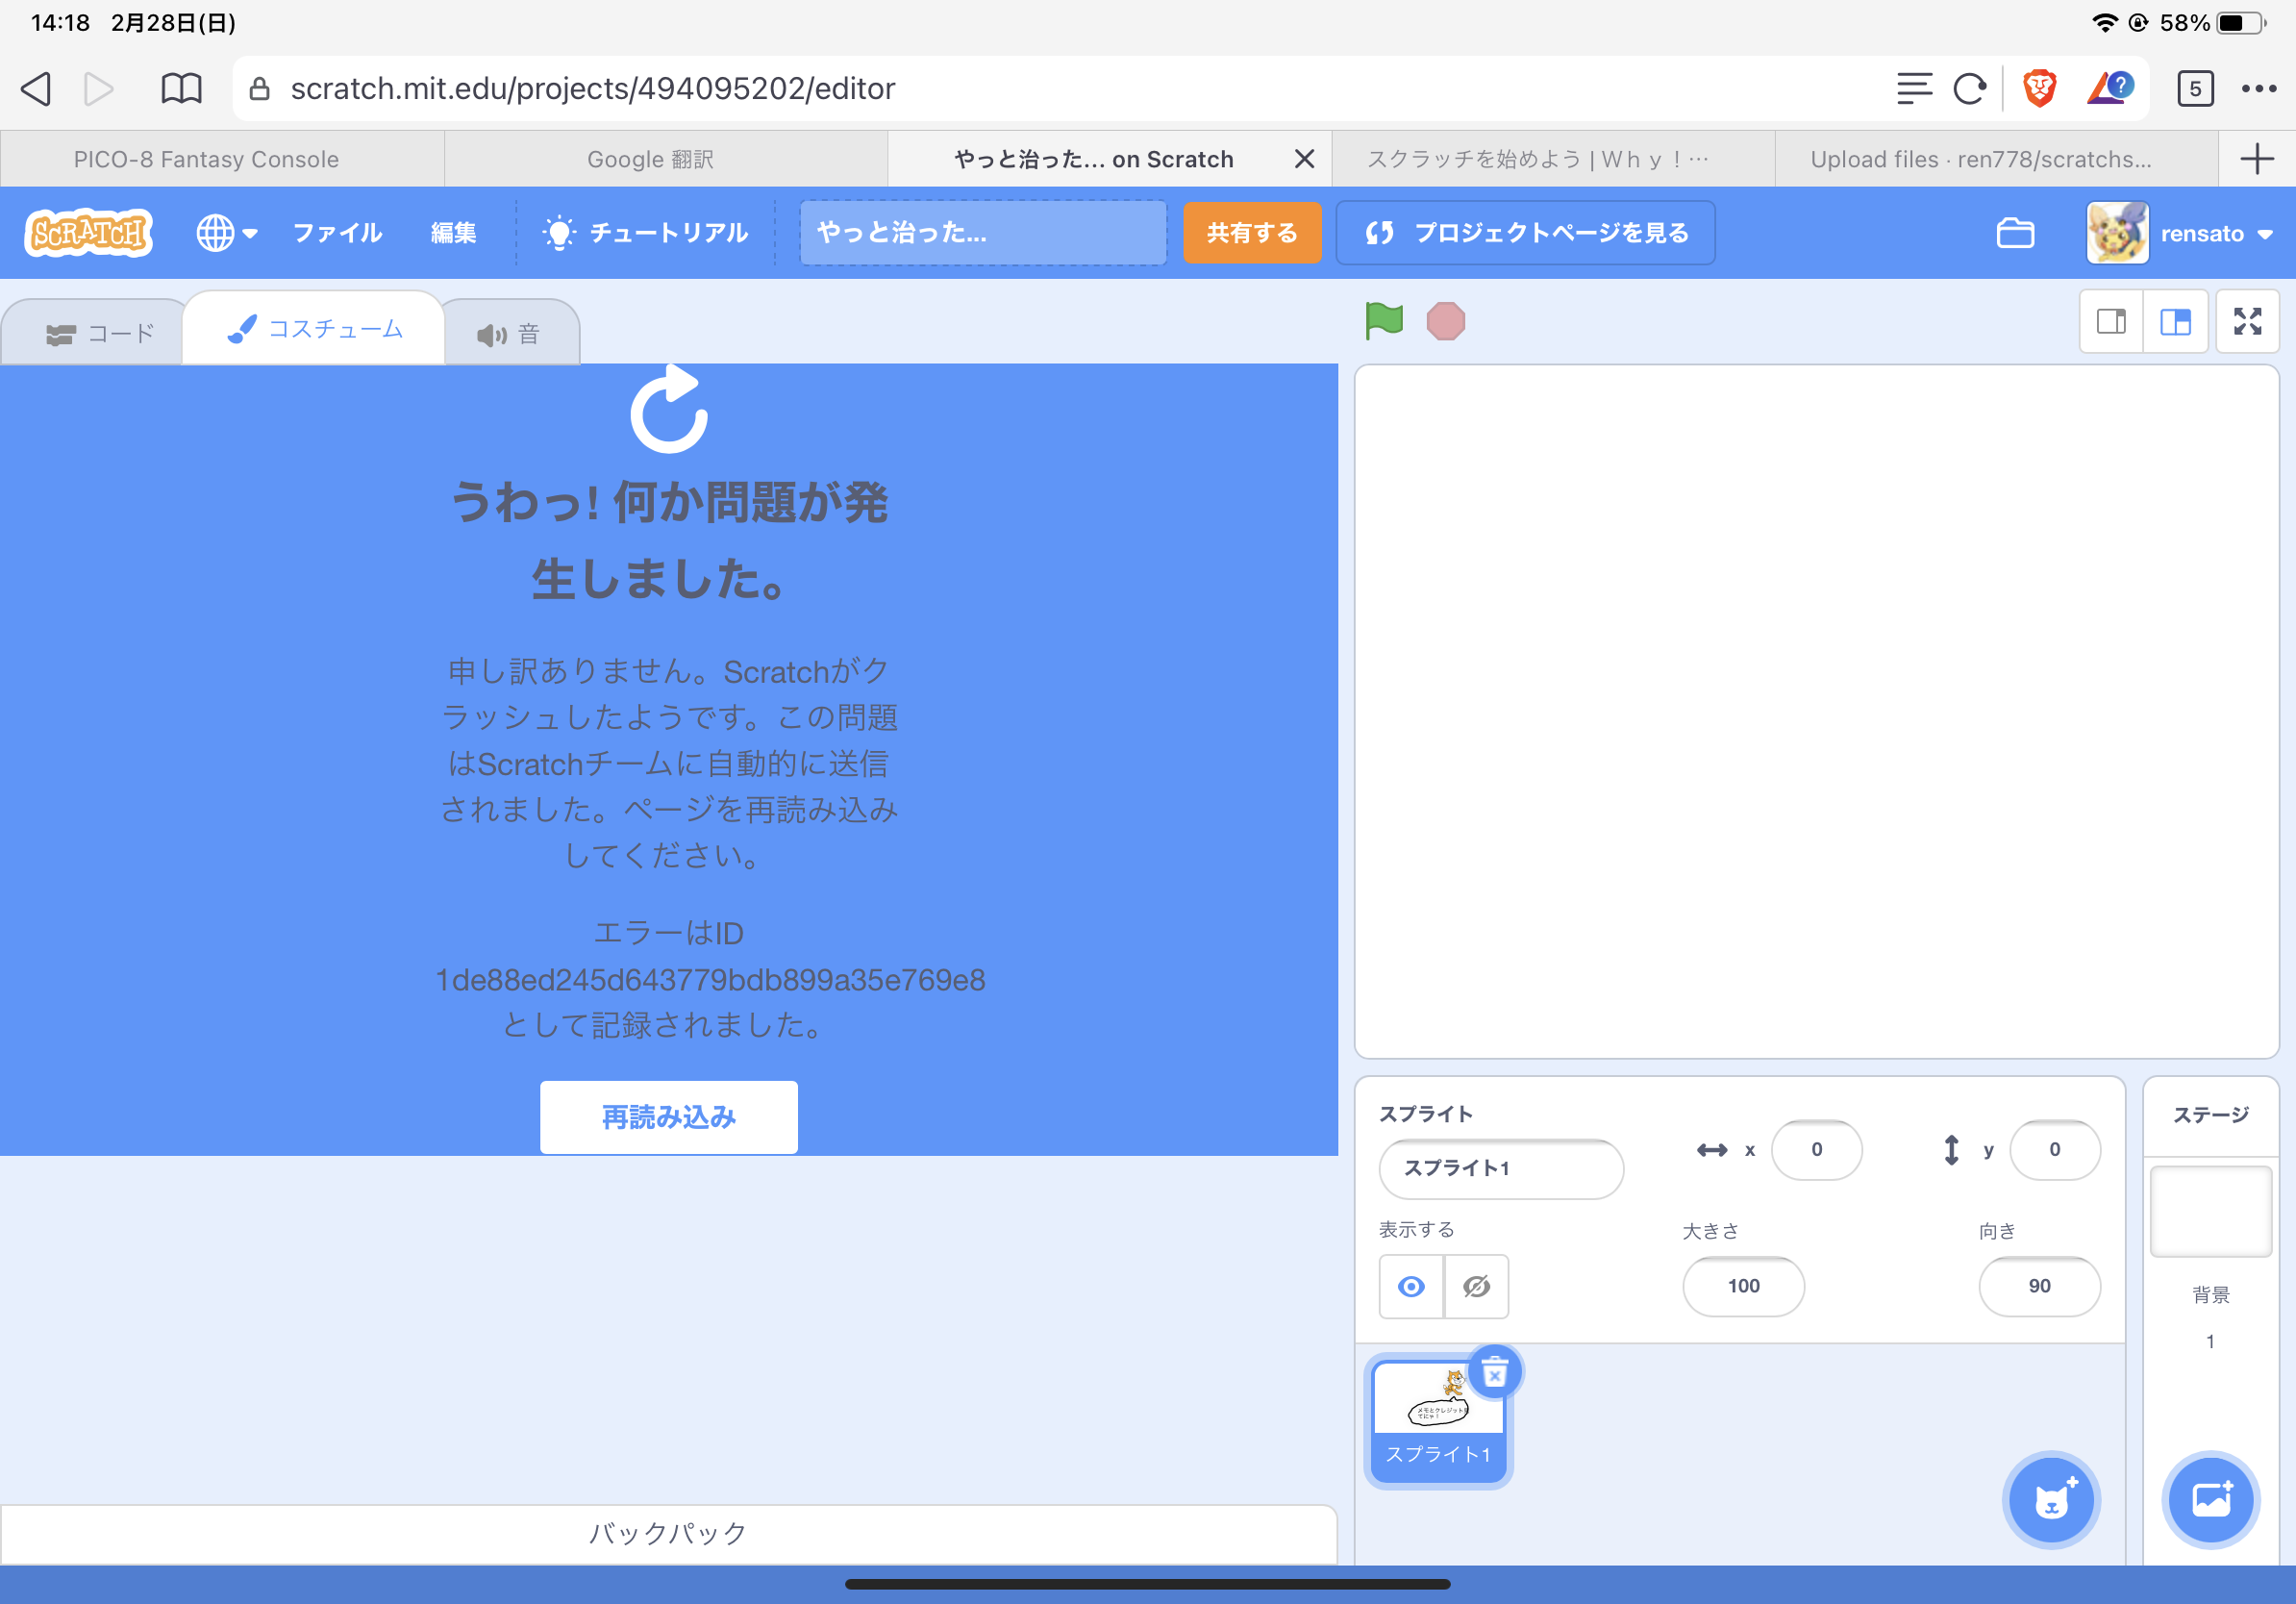 14:18 2月28日(日)
58%
scratch.mit.edu/projects/494095202/editor
5
PICO-8 Fantasy Console
Google 翻訳
やっと治った... on Scratch
スクラッチを始めよう | Ｗｈｙ！…
Upload files · ren778/scratchs...
SCRATCH
ファイル
編集
チュートリアル
やっと治った...
共有する
プロジェクトページを見る
rensato
コード
コスチューム
音
うわっ! 何か問題が発
生しました。
申し訳ありません。Scratchがク
ラッシュしたようです。この問題
はScratchチームに自動的に送信
されました。ページを再読み込み
してください。
エラーはID
1de88ed245d643779bdb899a35e769e8
として記録されました。
再読み込み
バックパック
スプライト
スプライト1
x 0
y 0
表示する
大きさ
100
向き
90
スプライト1
ステージ
背景
1